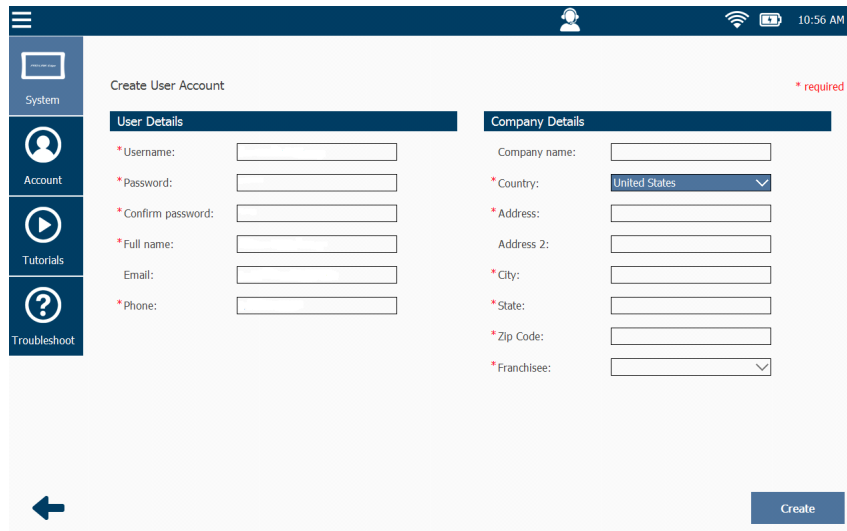 10:56 AM
System
Account
Tutorials
Troubleshoot
Create User Account
* required
User Details
*Username:
*Password:
*Confirm password:
*Full name:
Email:
*Phone:
Company Details
Company name:
*Country: United States
*Address:
Address 2:
*City:
*State:
*Zip Code:
*Franchisee:
Create